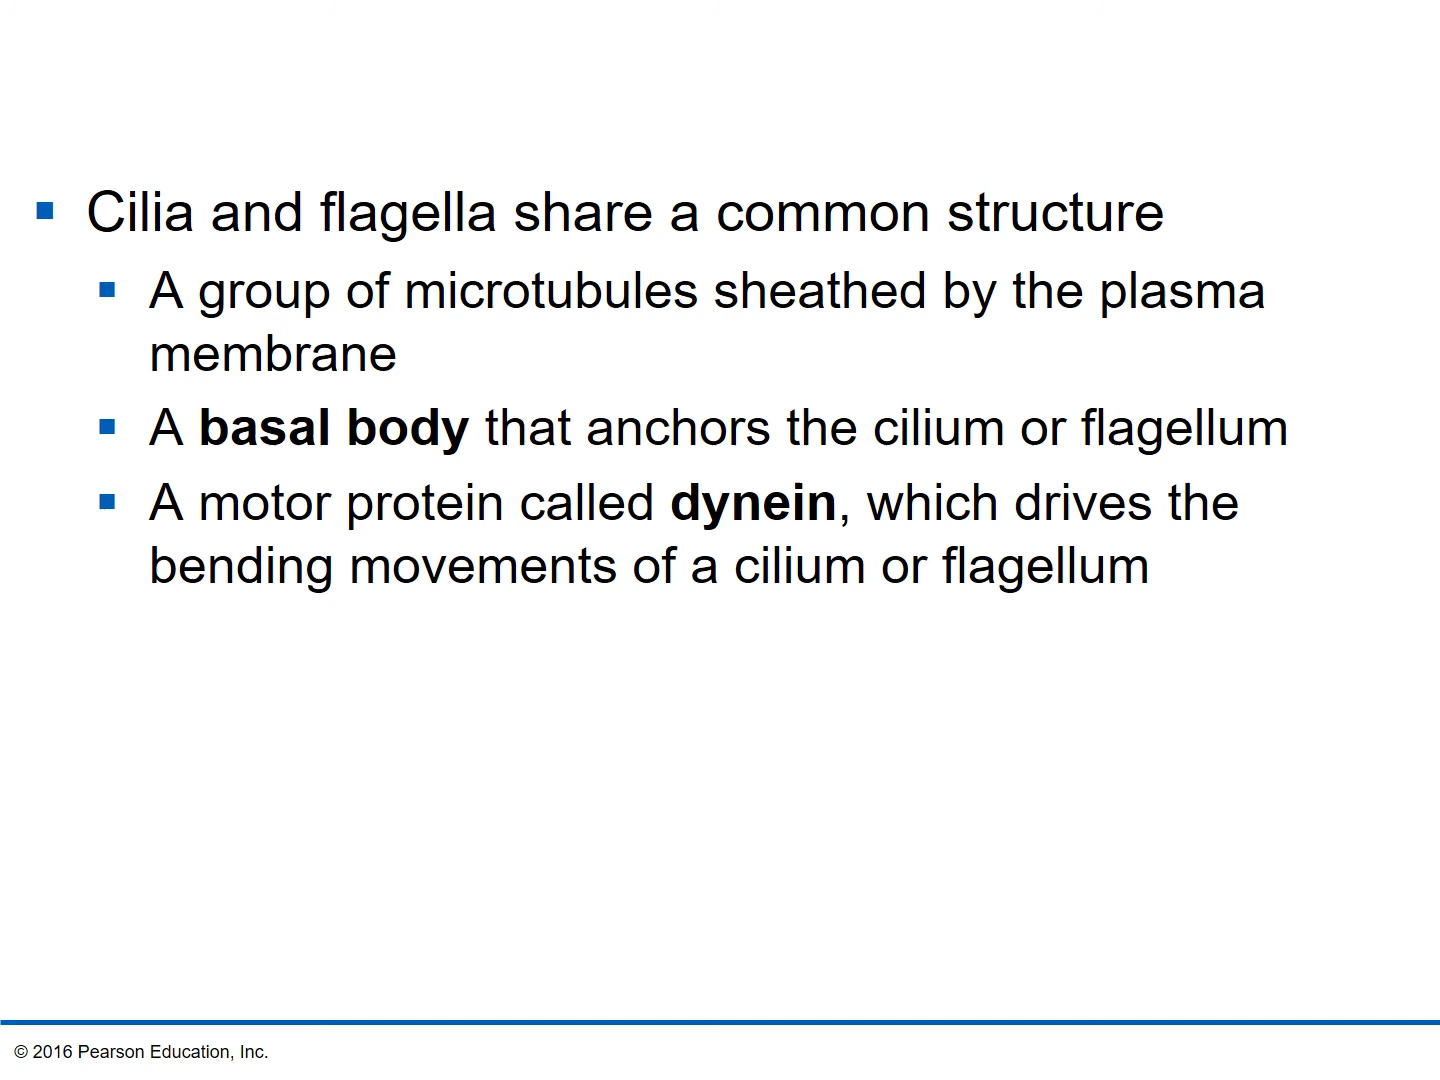 Cilia and flagella share a common structure
A group of microtubules sheathed by the plasma
membrane
A basal body that anchors the cilium or flagellum
A motor protein called dynein, which drives the
bending movements of a cilium or flagellum
© 2016 Pearson Education, Inc.